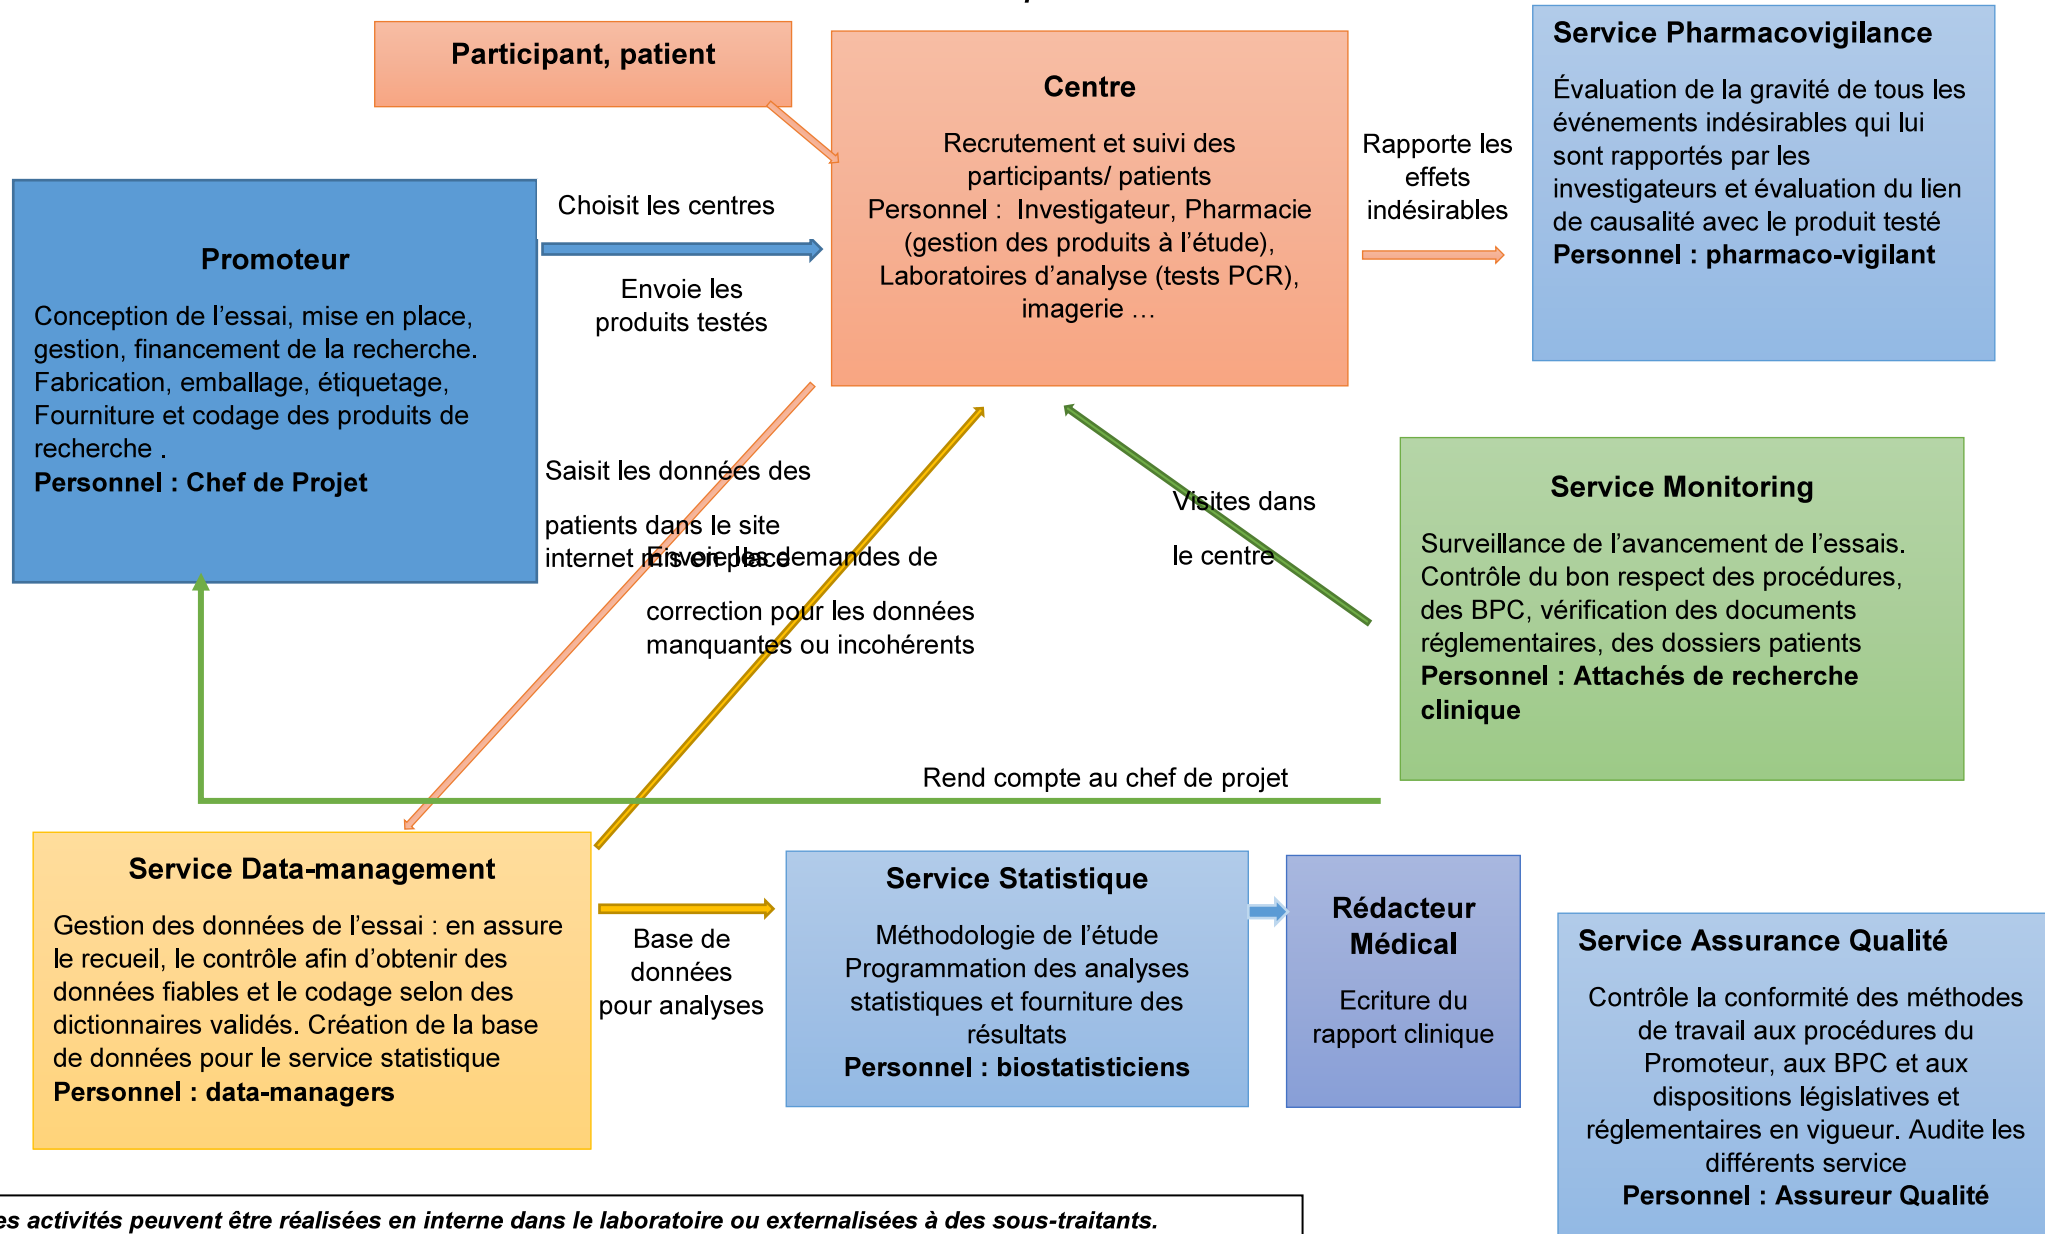 Participant, patient
Centre
Recrutement et suivi des
participants/ patients
Personnel :  Investigateur, Pharmacie
(gestion des produits à l’étude),
Laboratoires d’analyse (tests PCR),
imagerie …
Rapporte les
effets
indésirables
Service Pharmacovigilance
Évaluation de la gravité de tous les
événements indésirables qui lui
sont rapportés par les
investigateurs et évaluation du lien
de causalité avec le produit testé
Personnel : pharmaco-vigilant
Promoteur
Conception de l’essai, mise en place,
gestion, financement de la recherche.
Fabrication, emballage, étiquetage,
Fourniture et codage des produits de
recherche .
Personnel : Chef de Projet
Choisit les centres
Envoie les
produits testés
Saisit les données des
patients dans le site
internet mis en place
Envoie les demandes de
correction pour les données
manquantes ou incohérents
Visites dans
le centre
Service Monitoring
Surveillance de l’avancement de l’essais.
Contrôle du bon respect des procédures,
des BPC, vérification des documents
réglementaires, des dossiers patients
Personnel : Attachés de recherche
clinique
Rend compte au chef de projet
Service Data-management
Gestion des données de l’essai : en assure
le recueil, le contrôle afin d’obtenir des
données fiables et le codage selon des
dictionnaires validés. Création de la base
de données pour le service statistique
Personnel : data-managers
Base de
données
pour analyses
Service Statistique
Méthodologie de l’étude
Programmation des analyses
statistiques et fourniture des
résultats
Personnel : biostatisticiens
Rédacteur
Médical
Ecriture du
rapport clinique
Service Assurance Qualité
Contrôle la conformité des méthodes
de travail aux procédures du
Promoteur, aux BPC et aux
dispositions législatives et
réglementaires en vigueur. Audite les
différents service
Personnel : Assureur Qualité
es activités peuvent être réalisées en interne dans le laboratoire ou externalisées à des sous-traitants.